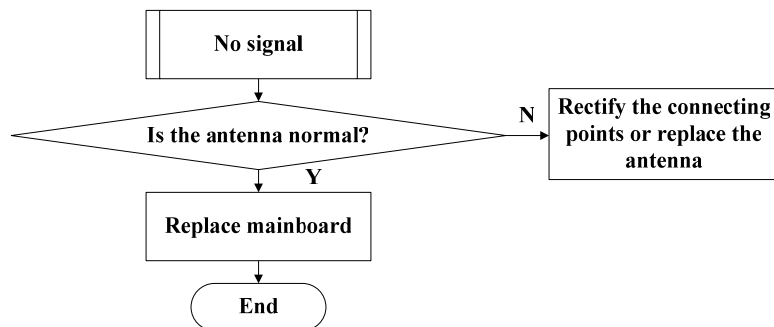 No signal
Is the antenna normal?
N
Rectify the connecting
points or replace the
antenna
Y
Replace mainboard
End